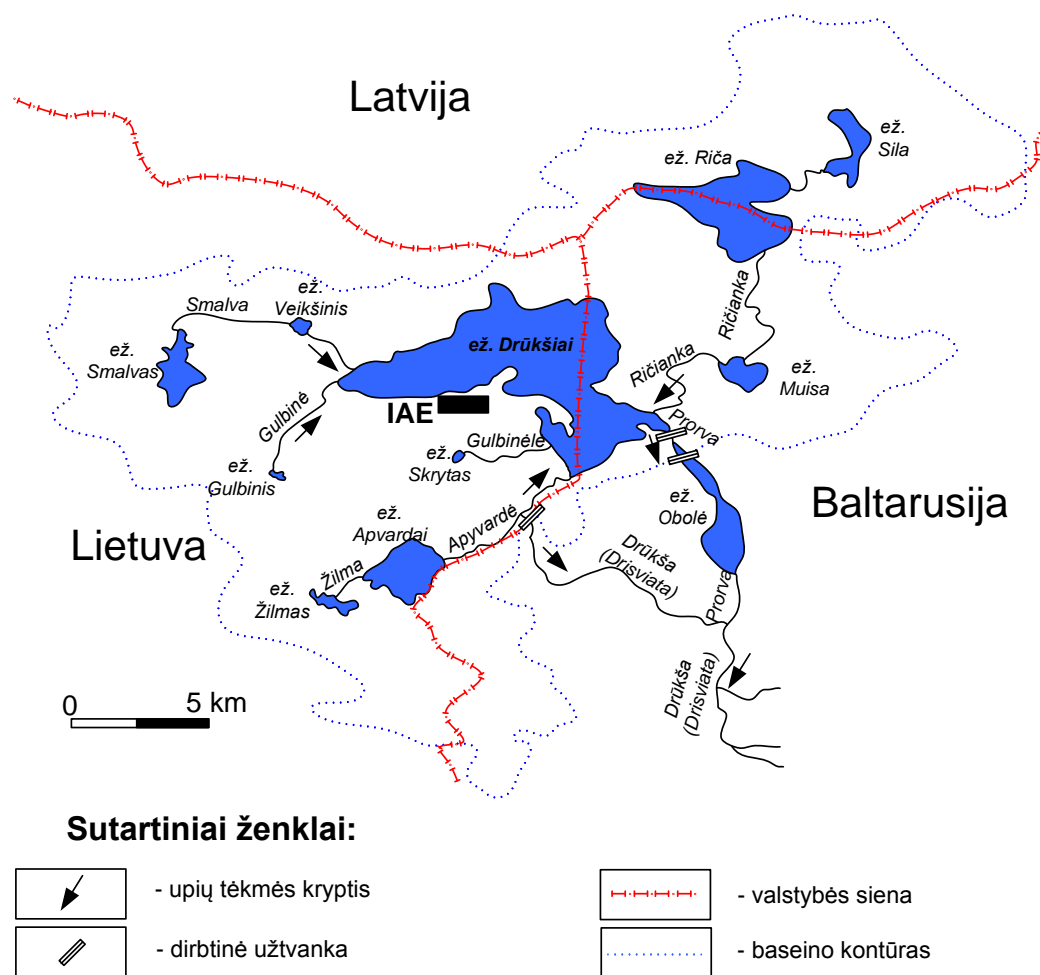 Latvija
ež.
Sila
ež. Riča
ež.
Veikšinis
Smalva
Ričianka
ež. Drūkšiai
ež.
Smalvas
Ričianka
ež.
Muisa
Gulbinė
IAE
Prorva
Gulbinėlė
ež.
Skrytas
ež.
Gulbinis
Baltarusija
ež.
Obolė
Lietuva
ež.
Apvardai
Apyvardė
Drūkša
(Drisviata)
Žilma
ež.
Žilmas
Prorva
Drūkša
(Drisviata)
0 5 km
Sutartiniai ženklai:
- upių tėkmės kryptis
- valstybės siena
- dirbtinė užtvanka
- baseino kontūras